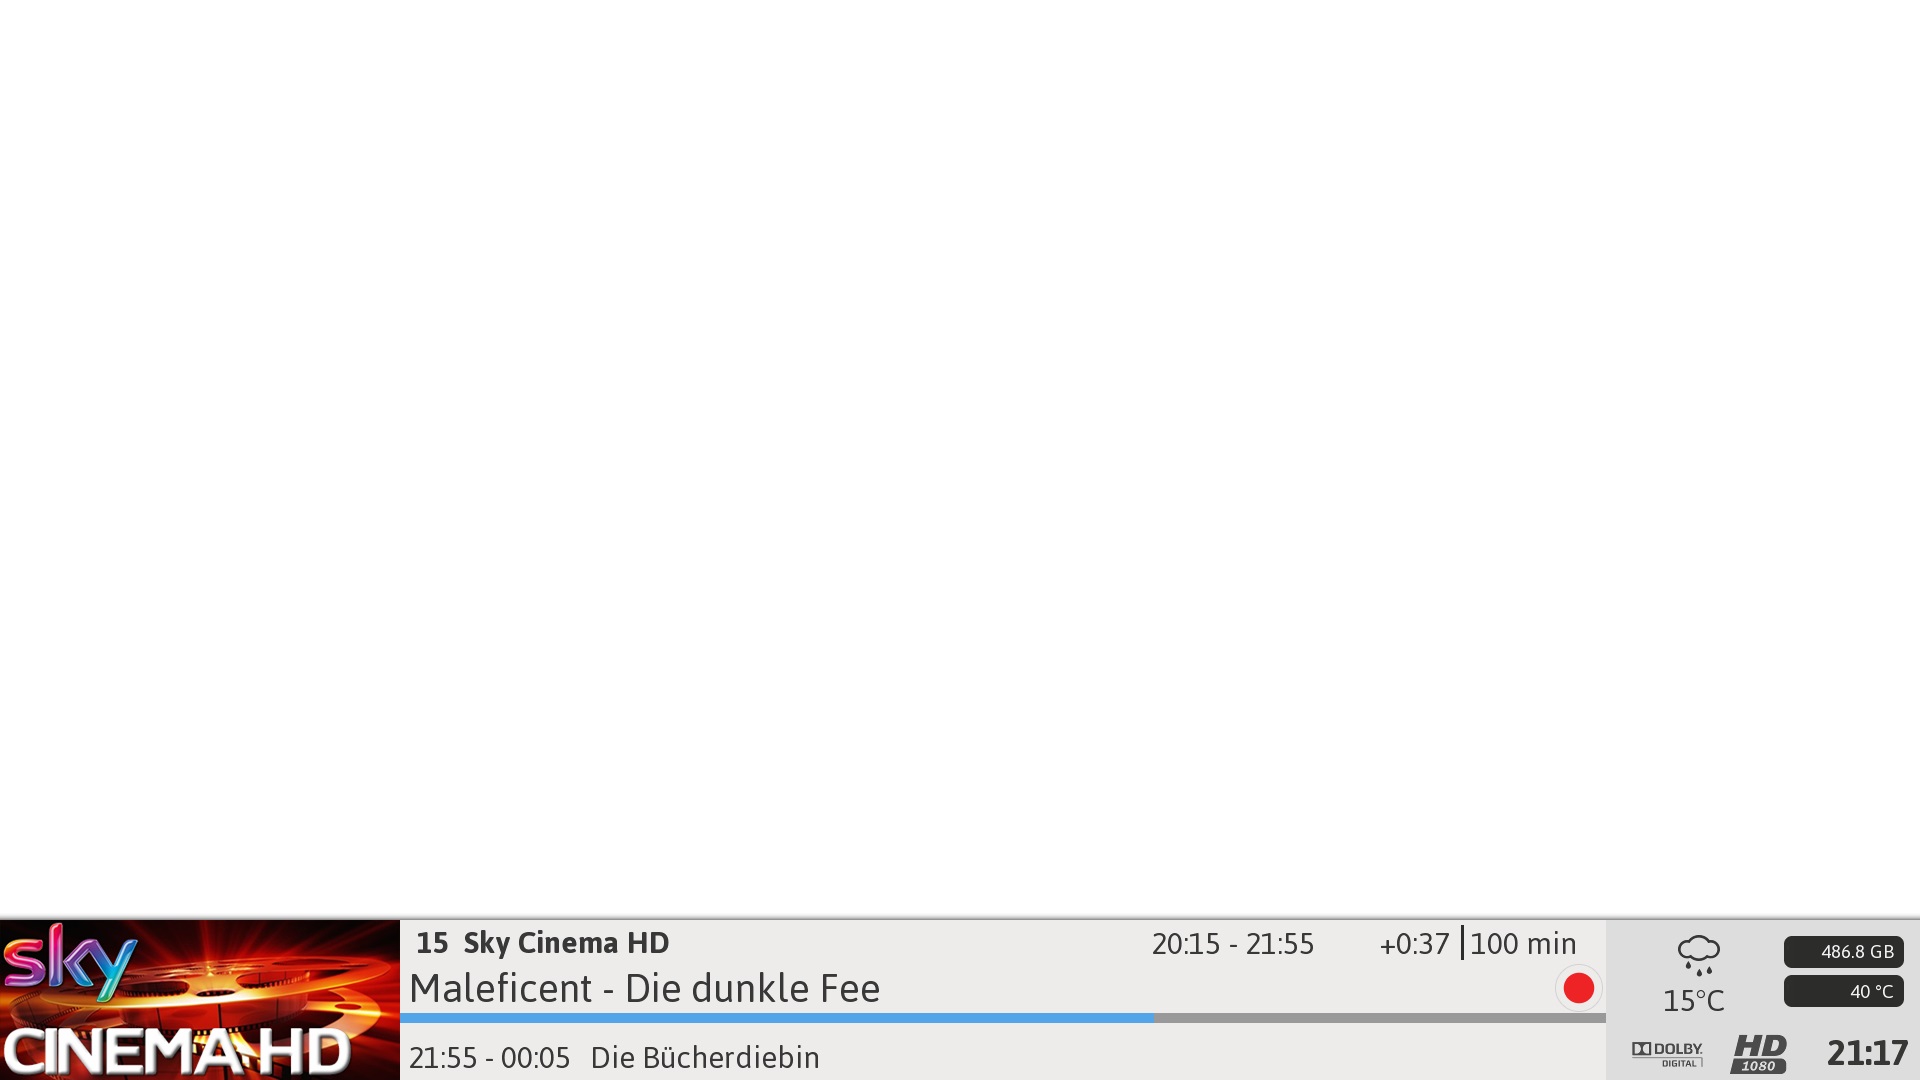 sky
CINEMA HD
15 Sky Cinema HD
20:15 - 21:55 +0:37 100 min
Maleficent - Die dunkle Fee
21:55 - 00:05 Die Bücherdiebin
15°C
486.8 GB
40 °C
DOLBY
DIGITAL
HD
1080
21:17